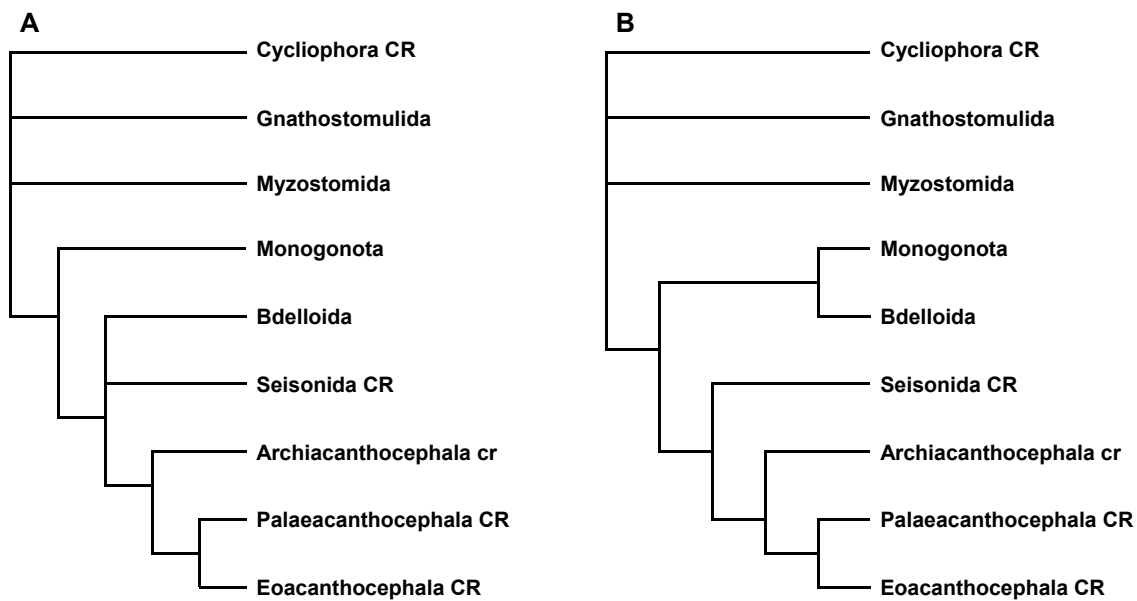 A
Cycliophora CR
Gnathostomulida
Myzostomida
Monogonota
Bdelloida
Seisonida CR
Archiacanthocephala cr
Palaeacanthocephala CR
Eoacanthocephala CR
B
Cycliophora CR
Gnathostomulida
Myzostomida
Monogonota
Bdelloida
Seisonida CR
Archiacanthocephala cr
Palaeacanthocephala CR
Eoacanthocephala CR